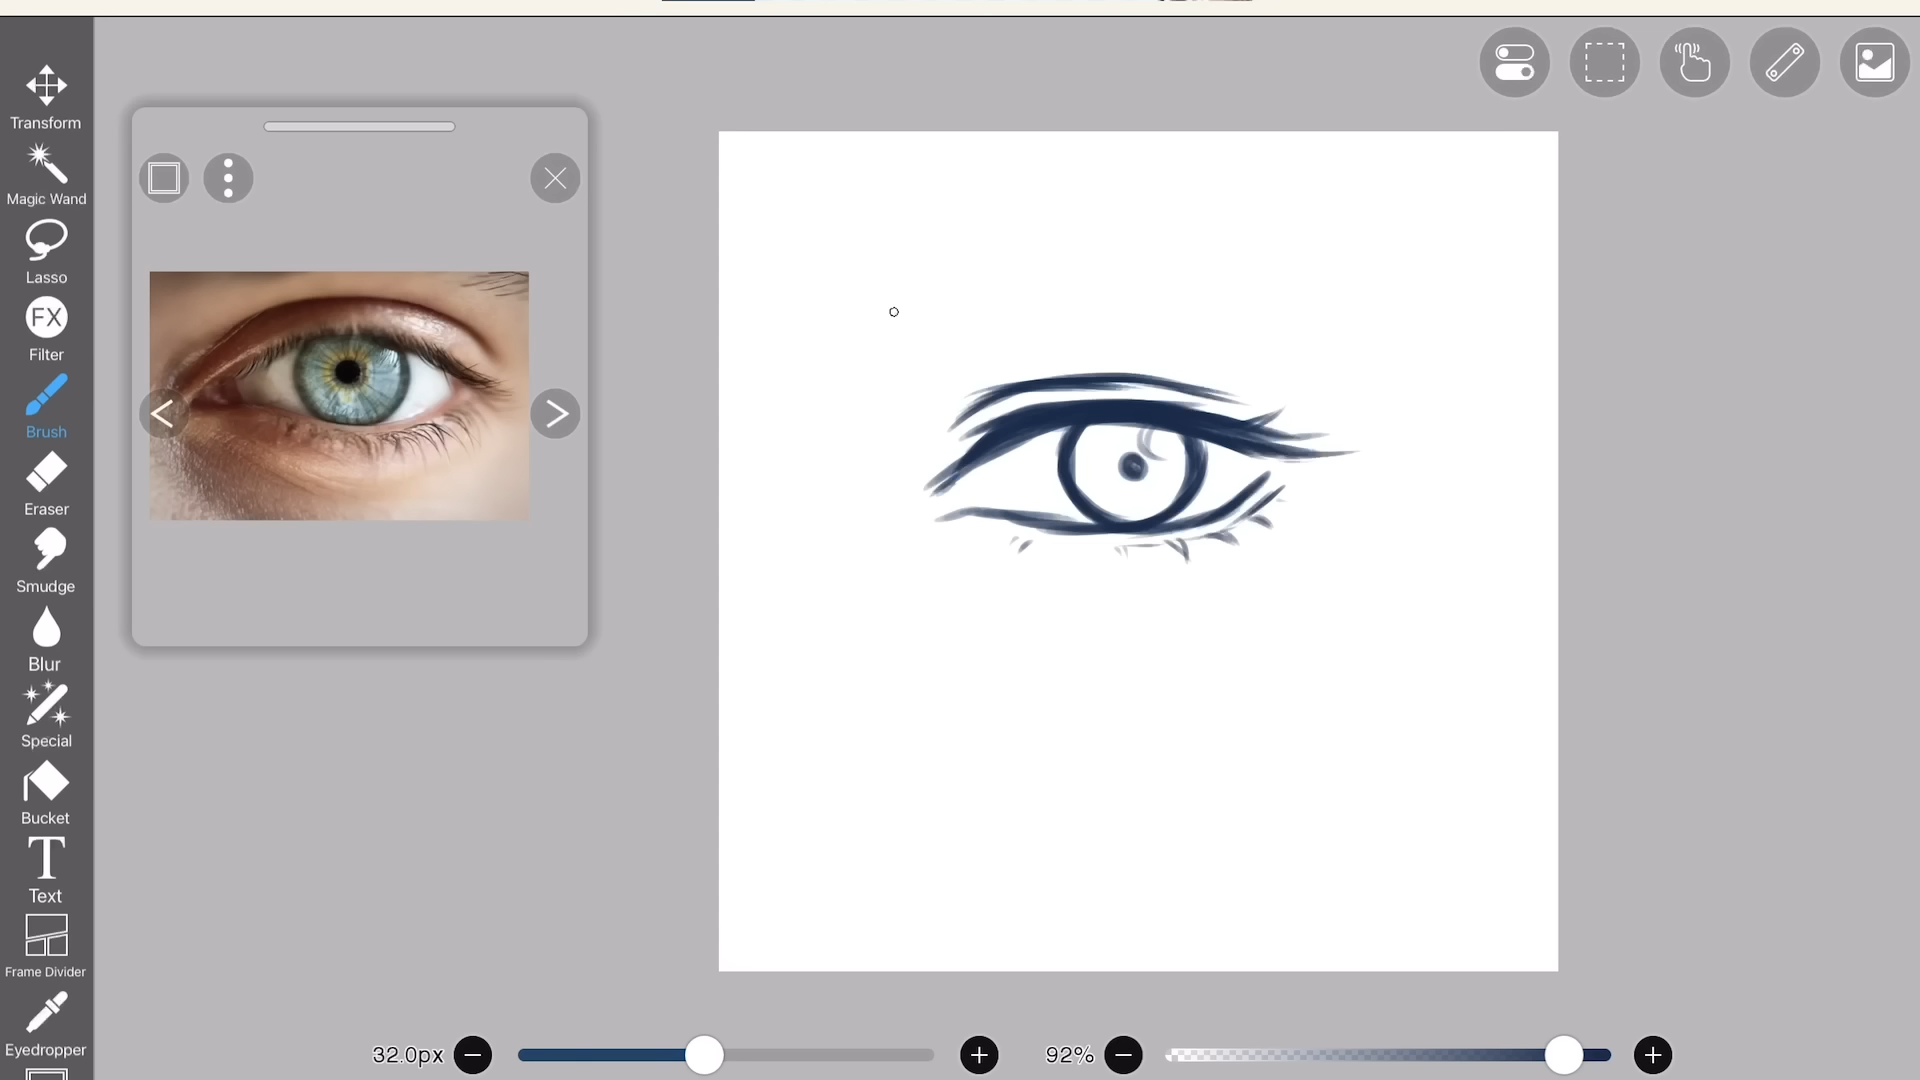 Transform
Magic Wand
Lasso
FX
Filter
Brush
Eraser
Smudge
Blur
Special
Bucket
T
Text
Frame Divider
Eyedropper
32.0px
92%